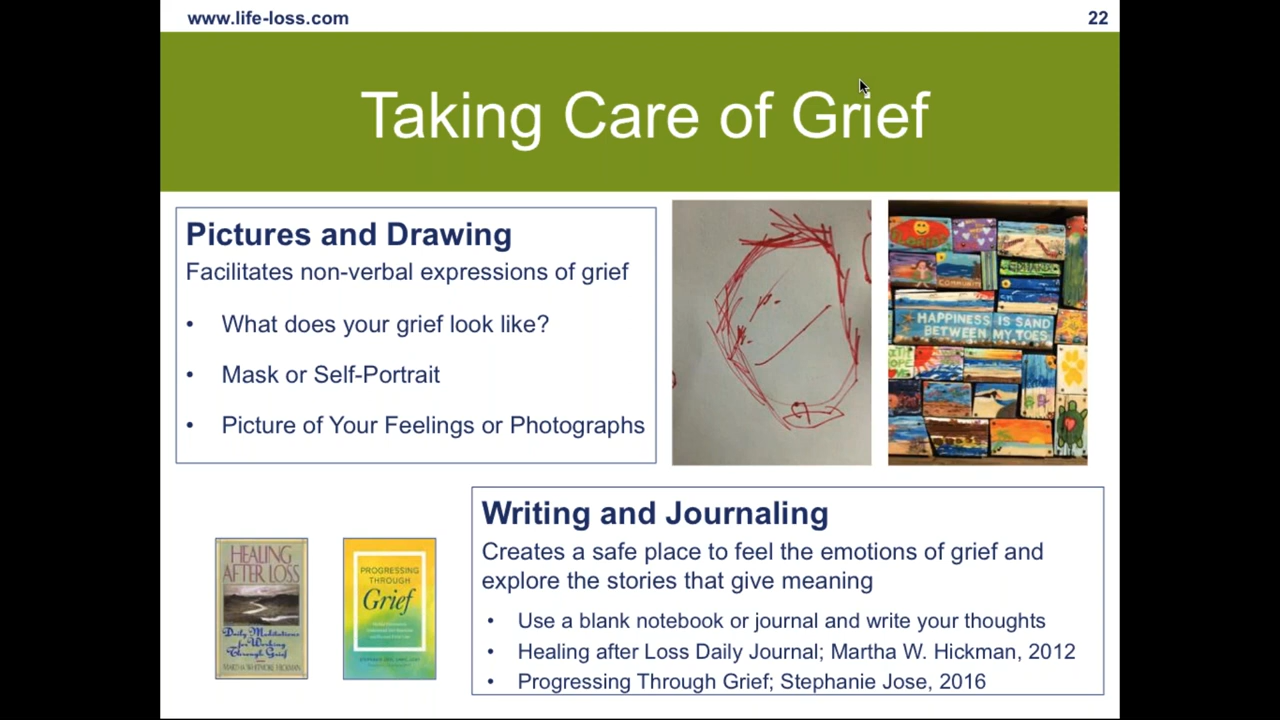 www.life-loss.com
22
Taking Care of Grief
Pictures and Drawing
Facilitates non-verbal expressions of grief
• What does your grief look like?
• Mask or Self-Portrait
• Picture of Your Feelings or Photographs
FLORIDA
COMMUNITY
HAPPINESS IS SAND
BETWEEN MY TOES
HOPE
Writing and Journaling
Creates a safe place to feel the emotions of grief and
explore the stories that give meaning
• Use a blank notebook or journal and write your thoughts
• Healing after Loss Daily Journal; Martha W. Hickman, 2012
• Progressing Through Grief; Stephanie Jose, 2016
HEALING
AFTER LOSS
Daily Meditations
for Working
Through Grief
MARTHA WHITMORE HICKMAN
PROGRESSING
THROUGH
Grief